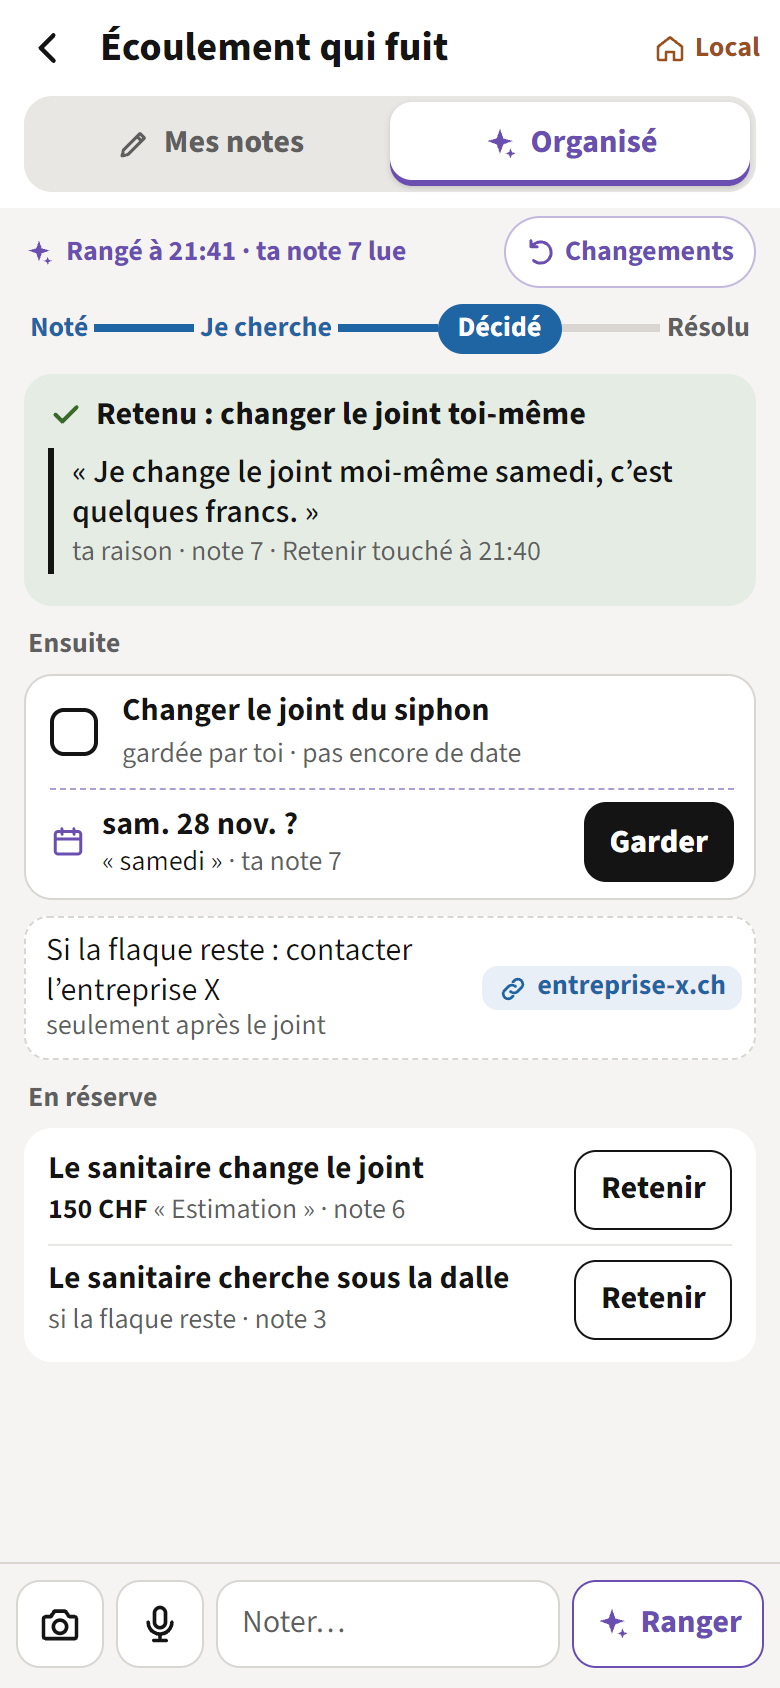 Écoulement qui fuit
Local
Mes notes
Organisé
Rangé à 21:41 · ta note 7 lue
Changements
Noté
Je cherche
Décidé
Résolu
Retenu : changer le joint toi-même
« Je change le joint moi-même samedi, c’est
quelques francs. »
ta raison · note 7 · Retenir touché à 21:40
Ensuite
Changer le joint du siphon
gardée par toi · pas encore de date
sam. 28 nov. ?
« samedi » · ta note 7
Garder
Si la flaque reste : contacter
l’entreprise X
seulement après le joint
entreprise-x.ch
En réserve
Le sanitaire change le joint
150 CHF « Estimation » · note 6
Retenir
Le sanitaire cherche sous la dalle
si la flaque reste · note 3
Retenir
Noter…
Ranger